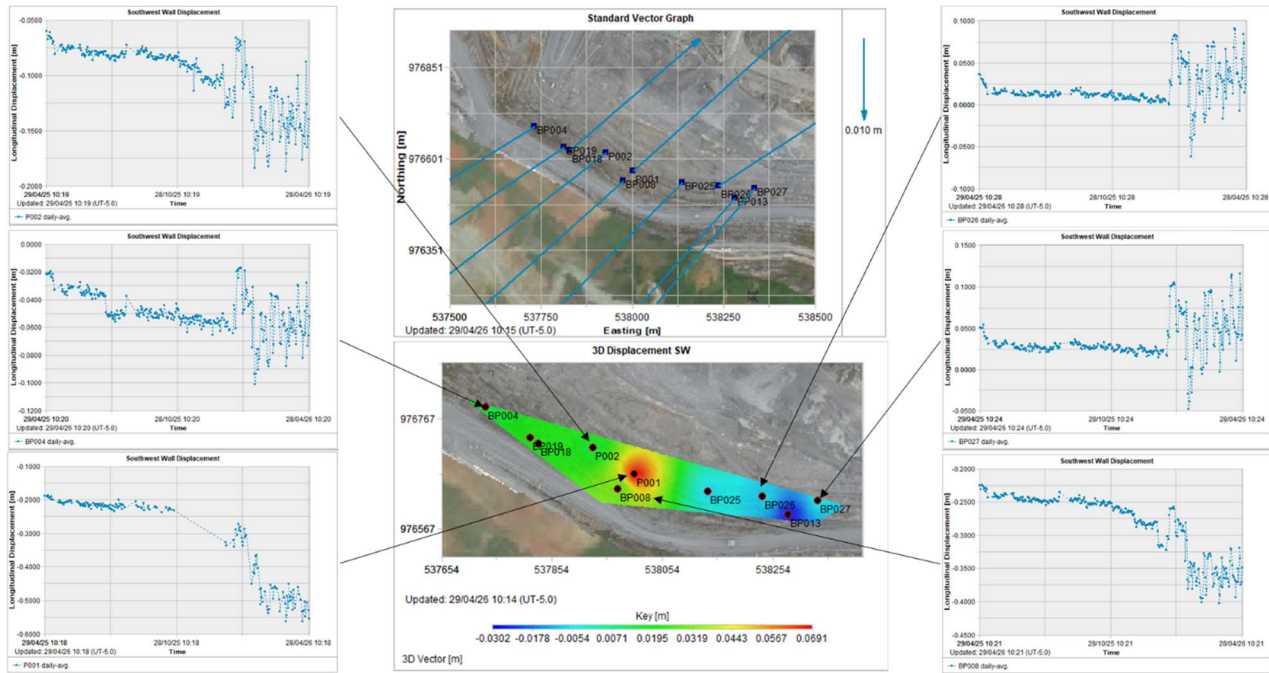 Southwest Wall Displacement
Longitudinal Displacement [m]
-0.0500
-0.1000
-0.1500
-0.2000
29/04/25 10:19
28/10/25 10:19
28/04/26 10:19
Updated: 29/04/26 10:19 (UT-5.0)
Time
P002 daily-avg.
Southwest Wall Displacement
Longitudinal Displacement [m]
0.0000
-0.0200
-0.0400
-0.0600
-0.0800
-0.1000
-0.1200
29/04/25 10:20
28/10/25 10:20
28/04/26 10:20
Updated: 29/04/26 10:20 (UT-5.0)
Time
BP004 daily-avg.
Southwest Wall Displacement
Longitudinal Displacement [m]
-0.1000
-0.2000
-0.3000
-0.4000
-0.5000
-0.6000
29/04/25 10:18
28/10/25 10:18
28/04/26 10:18
Updated: 29/04/26 10:18 (UT-5.0)
Time
P001 daily-avg.
Standard Vector Graph
Northing [m]
976851
976601
976351
BP004
BP019
BP018
P002
P001
BP008
BP025
BP026
BP027
BP013
0.010 m
537500
537750
538000
538250
538500
Updated: 29/04/26 10:15 (UT-5.0)
Easting [m]
3D Displacement SW
976767
976567
BP004
BP019
BP018
P002
P001
BP008
BP025
BP026
BP027
BP013
537654
537854
538054
538254
Updated: 29/04/26 10:14 (UT-5.0)
Key [m]
-0.0302 -0.0178 -0.0054 0.0071 0.0195 0.0319 0.0443 0.0567 0.0691
3D Vector [m]
Southwest Wall Displacement
Longitudinal Displacement [m]
0.1000
0.0500
0.0000
-0.0500
-0.1000
29/04/25 10:28
28/10/25 10:28
28/04/26 10:28
Updated: 29/04/26 10:28 (UT-5.0)
Time
BP026 daily-avg.
Southwest Wall Displacement
Longitudinal Displacement [m]
0.1500
0.1000
0.0500
0.0000
-0.0500
29/04/25 10:24
28/10/25 10:24
28/04/26 10:24
Updated: 29/04/26 10:24 (UT-5.0)
Time
BP027 daily-avg.
Southwest Wall Displacement
Longitudinal Displacement [m]
-0.2000
-0.2500
-0.3000
-0.3500
-0.4000
-0.4500
29/04/25 10:21
28/10/25 10:21
28/04/26 10:21
Updated: 29/04/26 10:21 (UT-5.0)
Time
BP008 daily-avg.